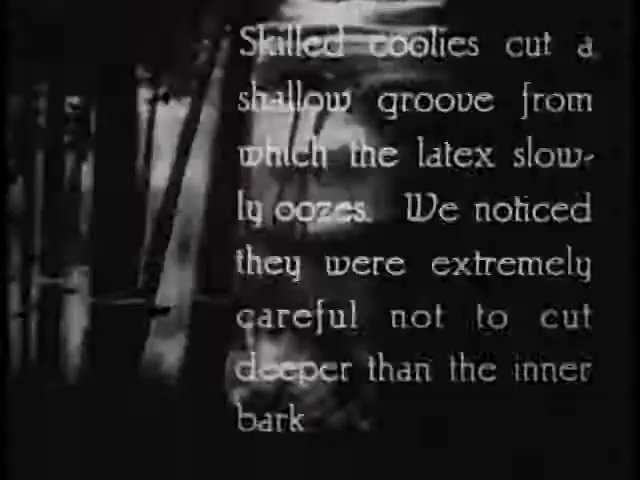 Skilled coolies cut a
shallow groove from
which the latex slow-
ly oozes. We noticed
they were extremely
careful not to cut
deeper than the inner
bark